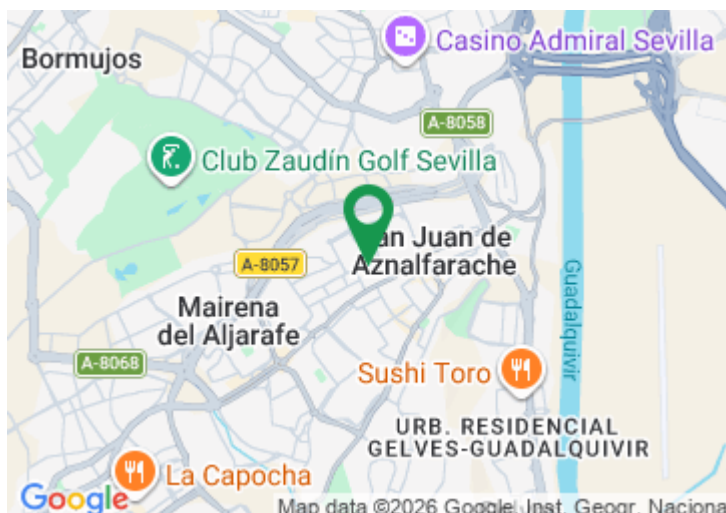 Bormujos
Casino Admiral Sevilla
A-8058
Club Zaudín Golf Sevilla
an Juan de
Aznalfarache
A-8057
Guadalquivir
Mairena
del Aljarafe
A-8068
Sushi Toro
URB. RESIDENCIAL
GELVES-GUADALQUIVIR
La Capocha
Google
Map data ©2026 Google, Inst. Geogr. Naciona